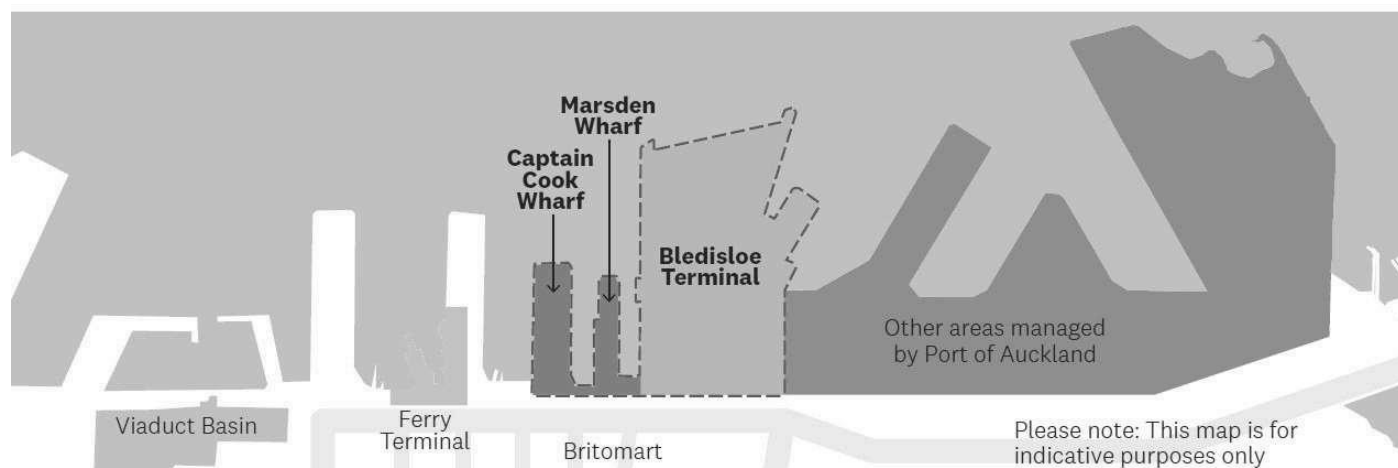 Marsden
Wharf
Captain
Cook
Wharf
Bledisloe
Terminal
Other areas managed
by Port of Auckland
Viaduct Basin
Ferry
Terminal
Britomart
Please note: This map is for
indicative purposes only